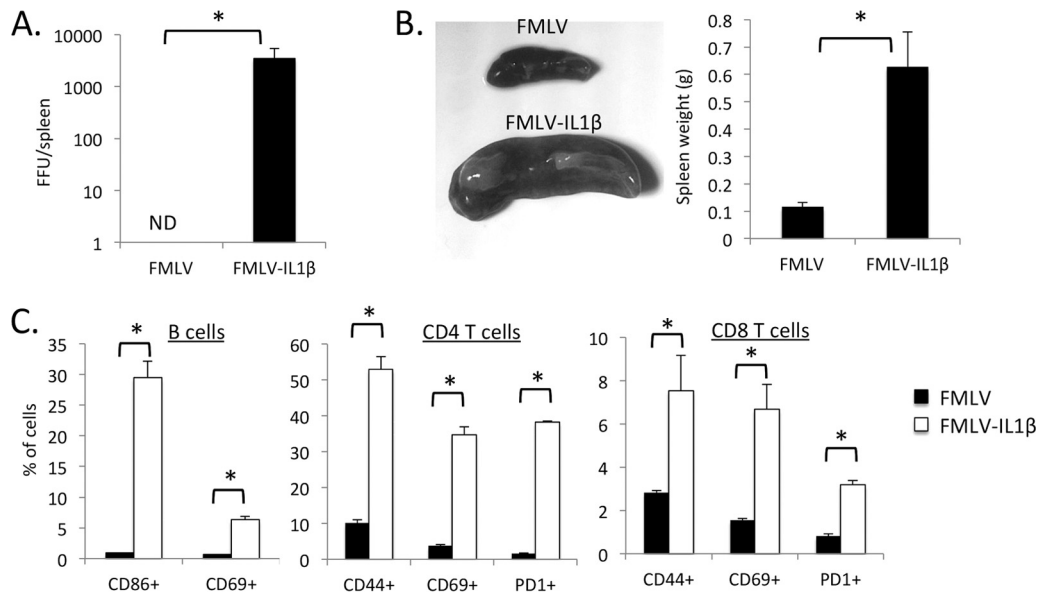 A.
*
10000
1000
100
10
1
FFU/spleen
ND
FMLV
FMLV-IL1β
B.
FMLV
FMLV-IL1β
*
0.8
0.7
0.6
0.5
0.4
0.3
0.2
0.1
0
Spleen weight (g)
FMLV
FMLV-IL1β
C.
B cells
% of cells
35
30
25
20
15
10
5
0
*
*
CD86+
CD69+
CD4 T cells
60
50
40
30
20
10
0
*
*
*
CD44+
CD69+
PD1+
CD8 T cells
10
8
6
4
2
0
*
*
*
CD44+
CD69+
PD1+
FMLV
FMLV-IL1β